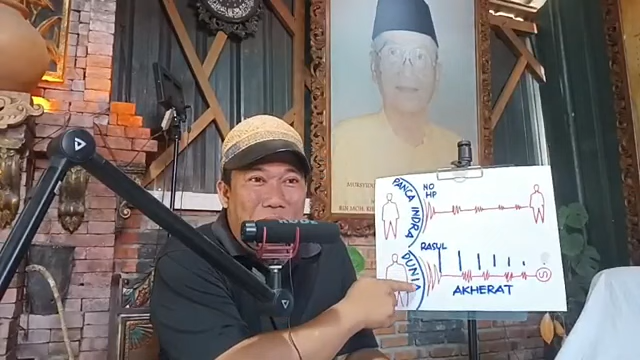 PANCA INDRA
NO
HP
RASUL
DUNIA
AKHERAT
S